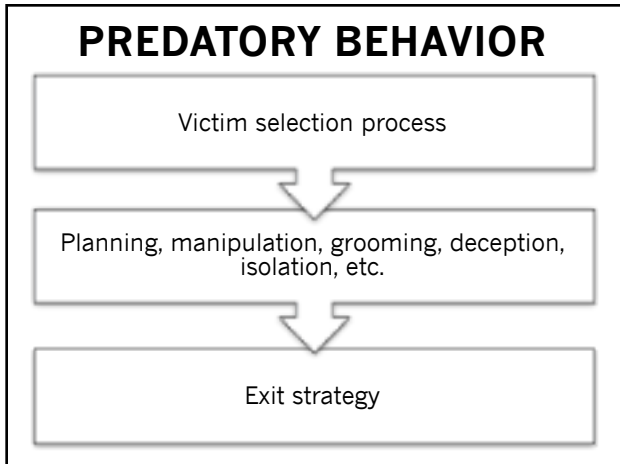 PREDATORY BEHAVIOR
Victim selection process
Planning, manipulation, grooming, deception,
isolation, etc.
Exit strategy